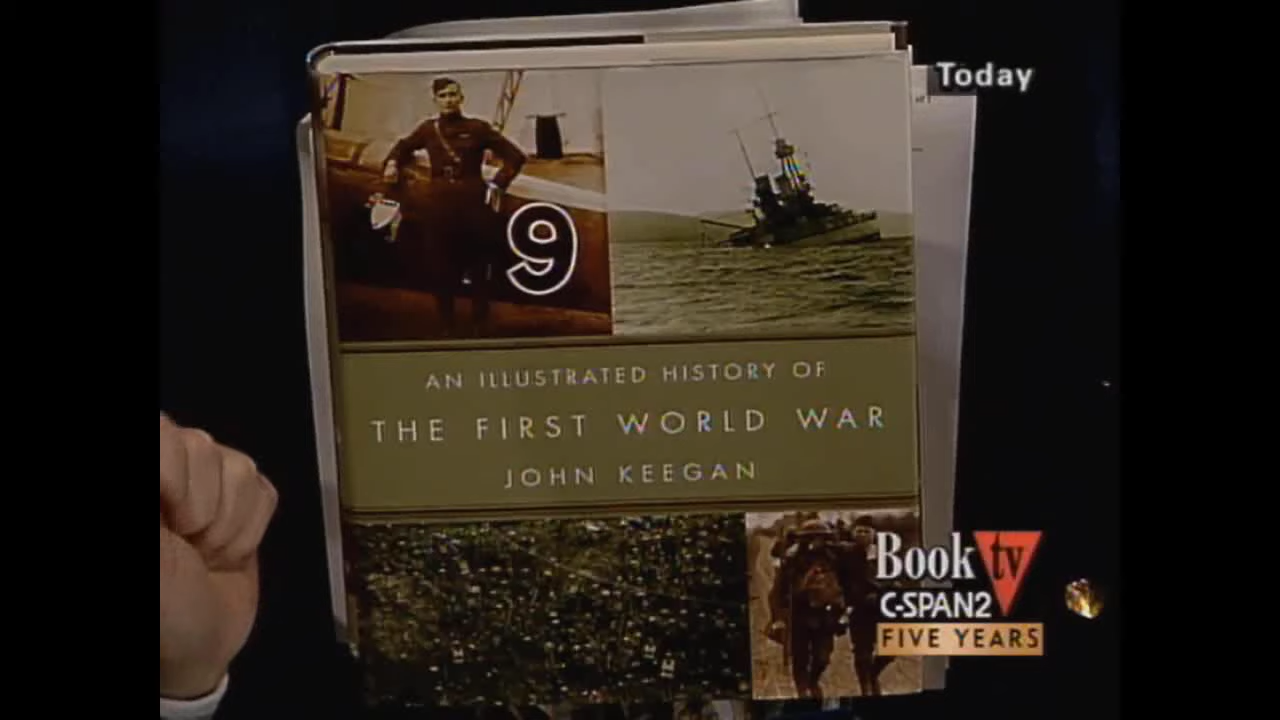 Today
9
AN ILLUSTRATED HISTORY OF
THE FIRST WORLD WAR
JOHN KEEGAN
Book tv
C-SPAN2
FIVE YEARS